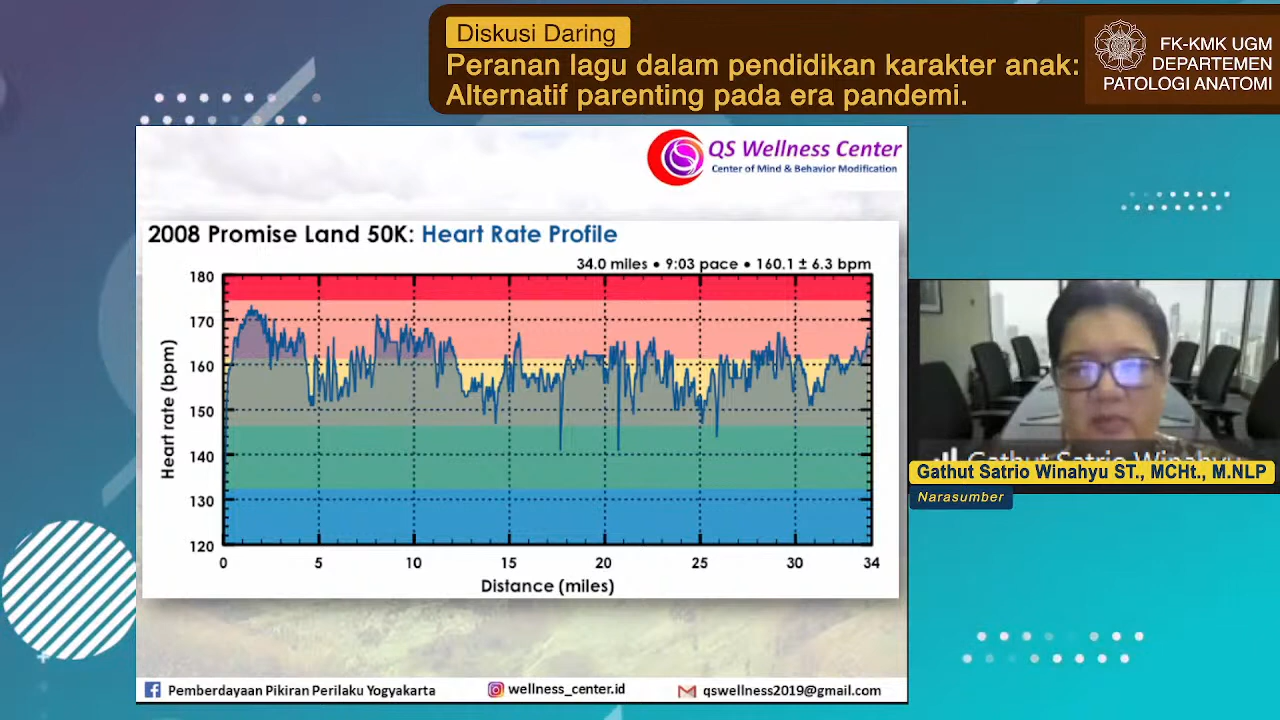 Diskusi Daring
Peranan lagu dalam pendidikan karakter anak:
Alternatif parenting pada era pandemi.
FK-KMK UGM
DEPARTEMEN
PATOLOGI ANATOMI
QS Wellness Center
Center of Mind & Behavior Modification
2008 Promise Land 50K: Heart Rate Profile
34.0 miles • 9:03 pace • 160.1 ± 6.3 bpm
Heart rate (bpm)
180
170
160
150
140
130
120
0 5 10 15 20 25 30 34
Distance (miles)
Gathut Satrio Winahyu
Gathut Satrio Winahyu ST., MCHt., M.NLP
Narasumber
Pemberdayaan Pikiran Perilaku Yogyakarta
wellness_center.id
qswellness2019@gmail.com